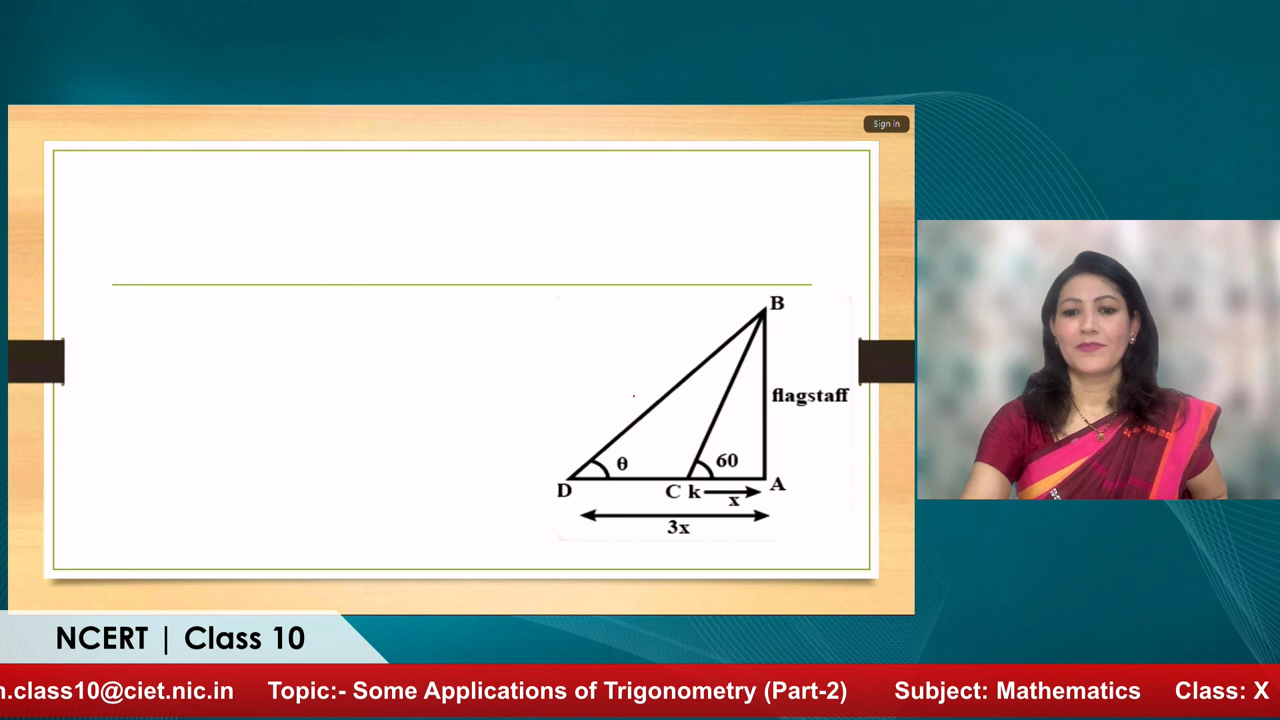 Sign in
B
flagstaff
θ
60
D
C k
x
A
3x
NCERT | Class 10
n.class10@ciet.nic.in Topic:- Some Applications of Trigonometry (Part-2) Subject: Mathematics Class: X